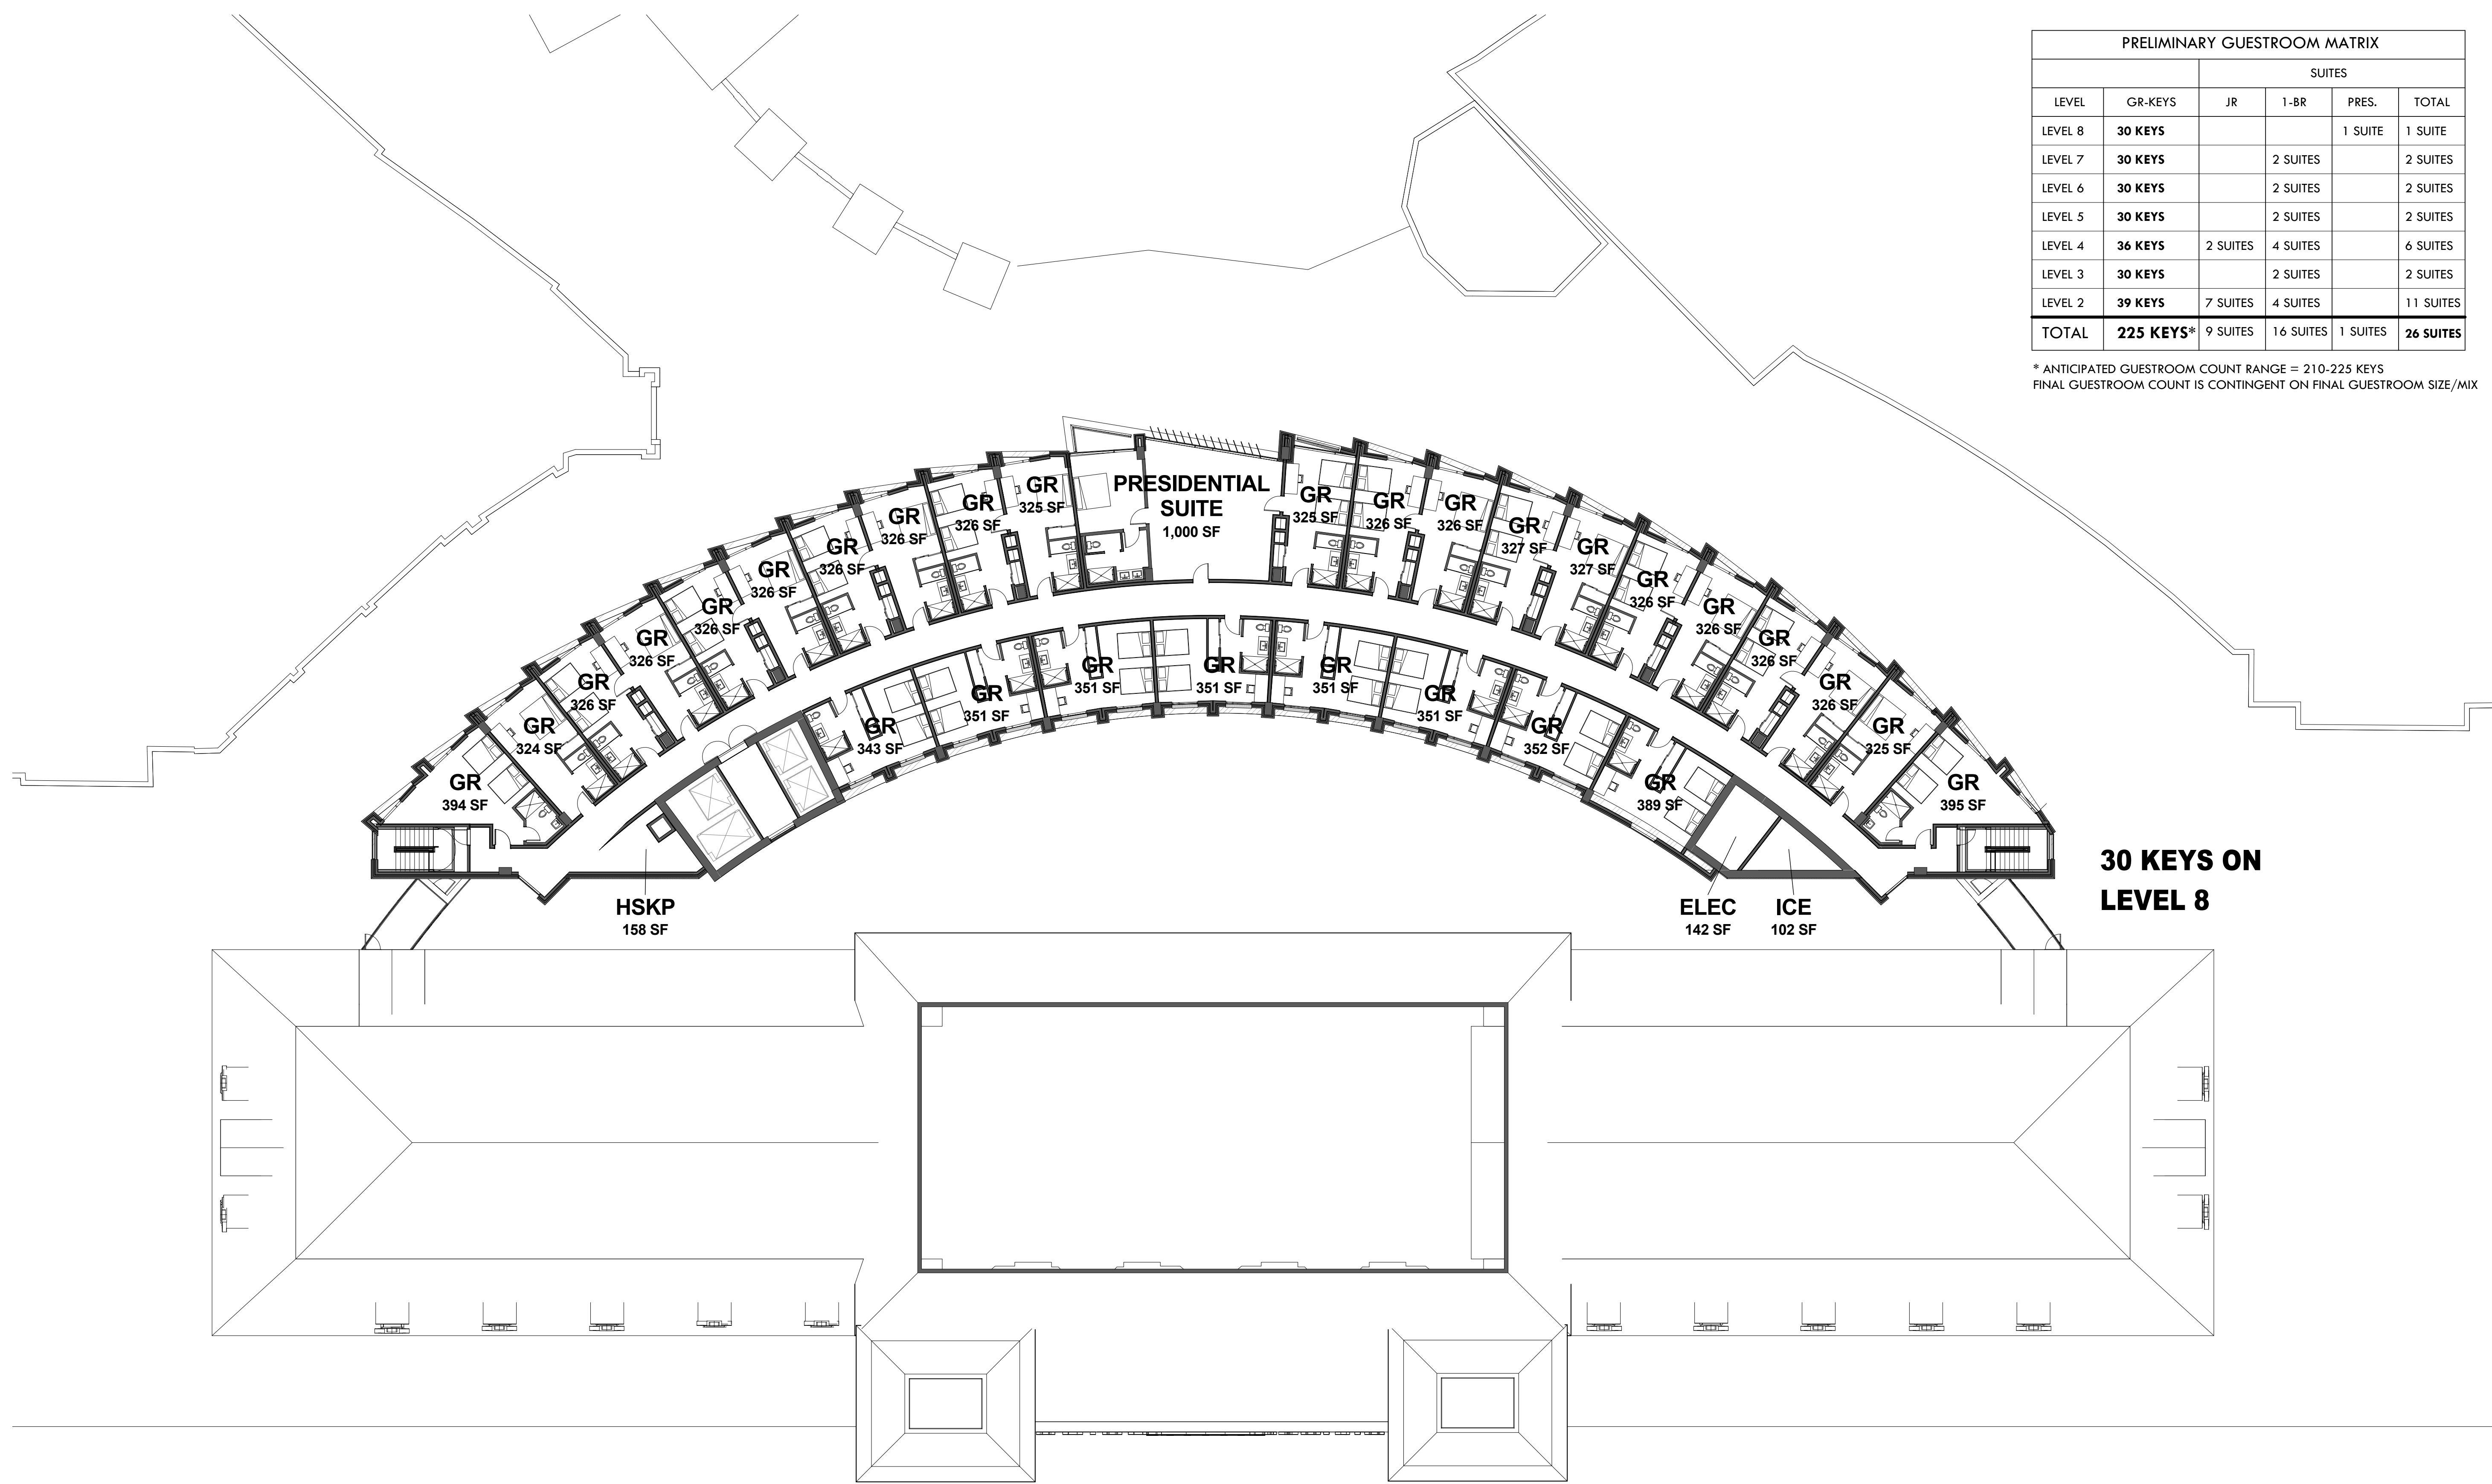 PRELIMINARY GUESTROOM MATRIX
SUITES
LEVEL GR-KEYS JR 1-BR PRES. TOTAL
LEVEL 8 30 KEYS 1 SUITE 1 SUITE
LEVEL 7 30 KEYS 2 SUITES 2 SUITES
LEVEL 6 30 KEYS 2 SUITES 2 SUITES
LEVEL 5 30 KEYS 2 SUITES 2 SUITES
LEVEL 4 36 KEYS 2 SUITES 4 SUITES 6 SUITES
LEVEL 3 30 KEYS 2 SUITES 2 SUITES
LEVEL 2 39 KEYS 7 SUITES 4 SUITES 11 SUITES
TOTAL 225 KEYS* 9 SUITES 16 SUITES 1 SUITES 26 SUITES
* ANTICIPATED GUESTROOM COUNT RANGE = 210-225 KEYS
FINAL GUESTROOM COUNT IS CONTINGENT ON FINAL GUESTROOM SIZE/MIX
GR
394 SF
GR
324 SF
GR
326 SF
GR
326 SF
GR
326 SF
GR
326 SF
GR
326 SF
GR
326 SF
GR
326 SF
GR
325 SF
PRESIDENTIAL
SUITE
1,000 SF
GR
325 SF
GR
326 SF
GR
326 SF
GR
327 SF
GR
327 SF
GR
326 SF
GR
326 SF
GR
326 SF
GR
326 SF
GR
325 SF
GR
395 SF
GR
343 SF
GR
351 SF
GR
351 SF
GR
351 SF
GR
351 SF
GR
351 SF
GR
352 SF
GR
389 SF
30 KEYS ON
LEVEL 8
HSKP
158 SF
ELEC
142 SF
ICE
102 SF